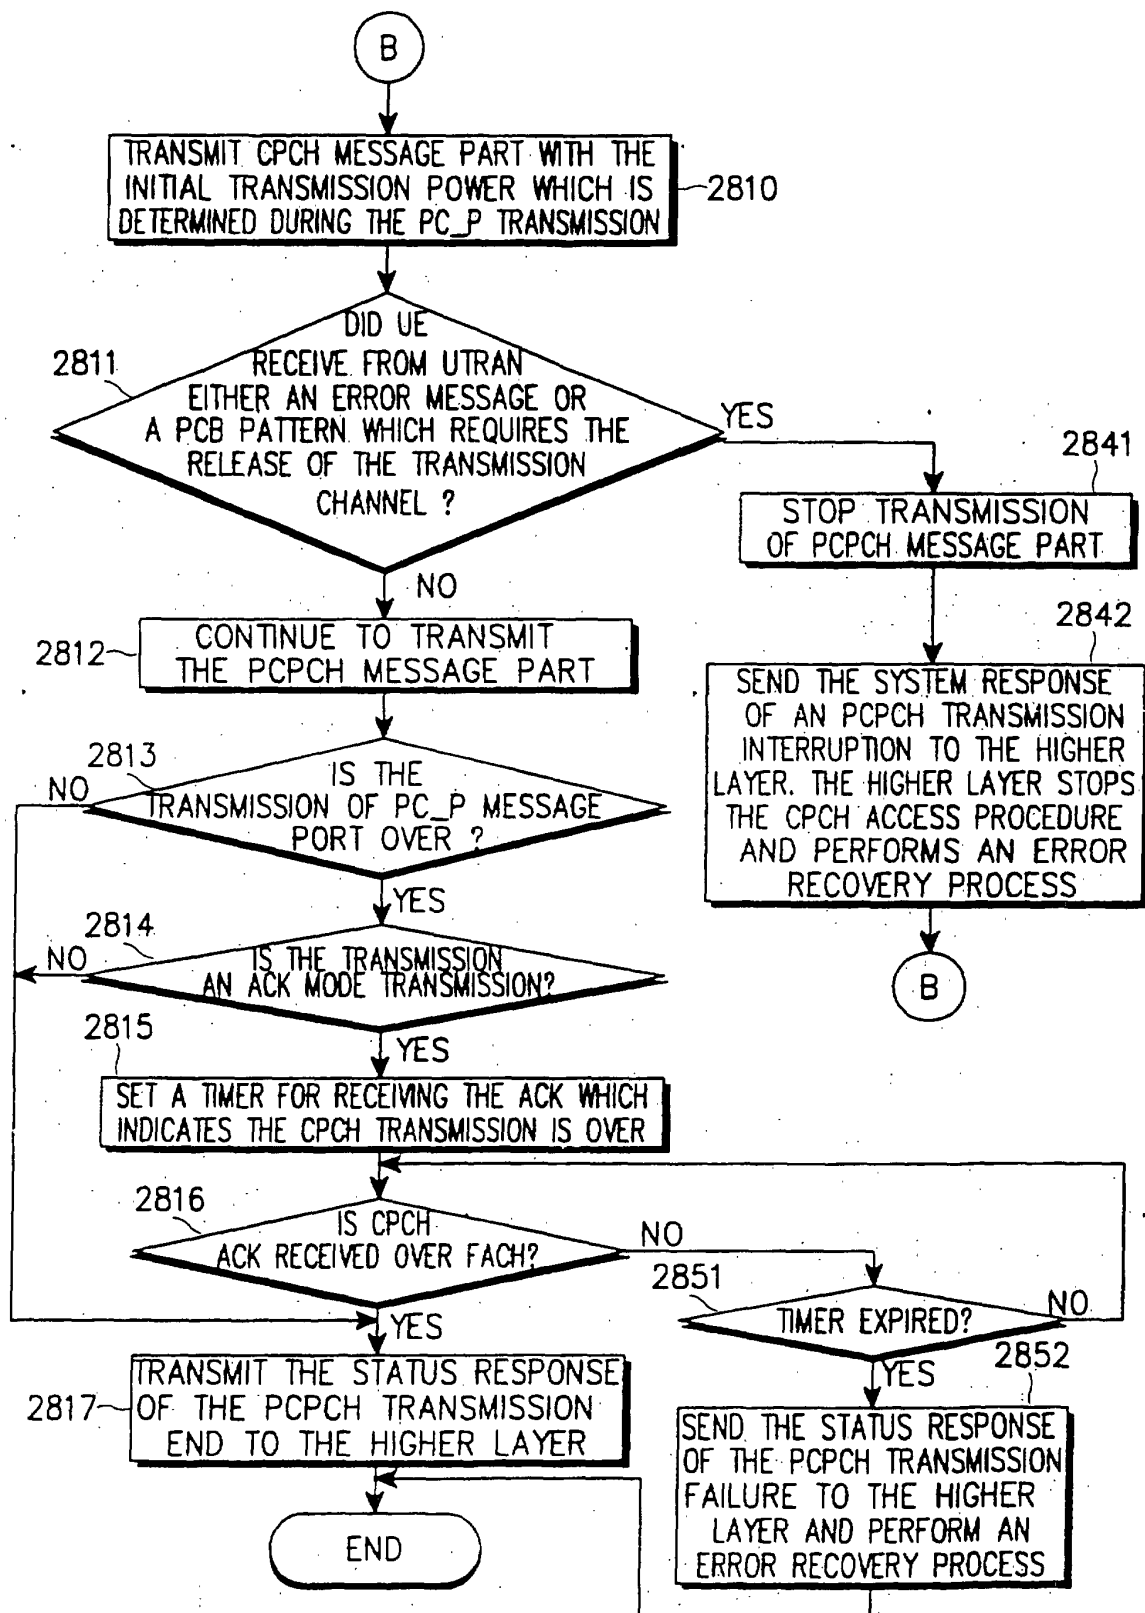 B
TRANSMIT CPCH MESSAGE PART WITH THE
INITIAL TRANSMISSION POWER WHICH IS
DETERMINED DURING THE PC_P TRANSMISSION
2810
DID UE
RECEIVE FROM UTRAN
EITHER AN ERROR MESSAGE OR
A PCB PATTERN WHICH REQUIRES THE
RELEASE OF THE TRANSMISSION
CHANNEL ?
2811
YES
NO
2841
STOP TRANSMISSION
OF PCPCH MESSAGE PART
2842
SEND THE SYSTEM RESPONSE
OF AN PCPCH TRANSMISSION
INTERRUPTION TO THE HIGHER
LAYER. THE HIGHER LAYER STOPS
THE CPCH ACCESS PROCEDURE
AND PERFORMS AN ERROR
RECOVERY PROCESS
B
2812
CONTINUE TO TRANSMIT
THE PCPCH MESSAGE PART
2813
NO
IS THE
TRANSMISSION OF PC_P MESSAGE
PORT OVER ?
YES
2814
NO
IS THE TRANSMISSION
AN ACK MODE TRANSMISSION?
YES
2815
SET A TIMER FOR RECEIVING THE ACK WHICH
INDICATES THE CPCH TRANSMISSION IS OVER
2816
IS CPCH
ACK RECEIVED OVER FACH?
NO
YES
2851
TIMER EXPIRED?
NO
YES
2852
SEND THE STATUS RESPONSE
OF THE PCPCH TRANSMISSION
FAILURE TO THE HIGHER
LAYER AND PERFORM AN
ERROR RECOVERY PROCESS
2817
TRANSMIT THE STATUS RESPONSE
OF THE PCPCH TRANSMISSION
END TO THE HIGHER LAYER
END